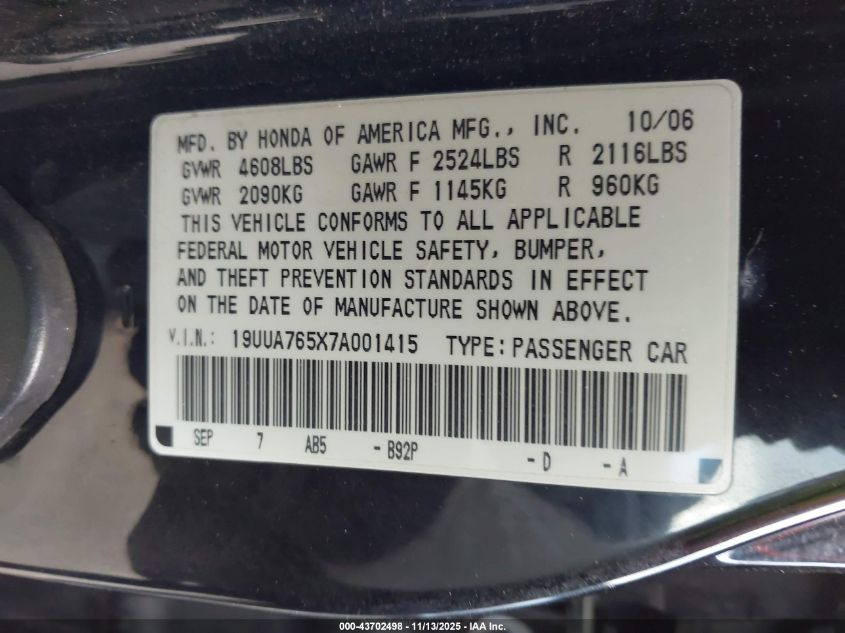 MFD. BY HONDA OF AMERICA MFG., INC. 10/06
GVWR 4608LBS GAWR F 2524LBS R 2116LBS
GVWR 2090KG GAWR F 1145KG R 960KG
THIS VEHICLE CONFORMS TO ALL APPLICABLE
FEDERAL MOTOR VEHICLE SAFETY, BUMPER,
AND THEFT PREVENTION STANDARDS IN EFFECT
ON THE DATE OF MANUFACTURE SHOWN ABOVE.
V.I.N.: 19UUA765X7A001415 TYPE: PASSENGER CAR
SEP 7 AB5 - B92P - D - A
000-43702498 - 11/13/2025 - IAA Inc.